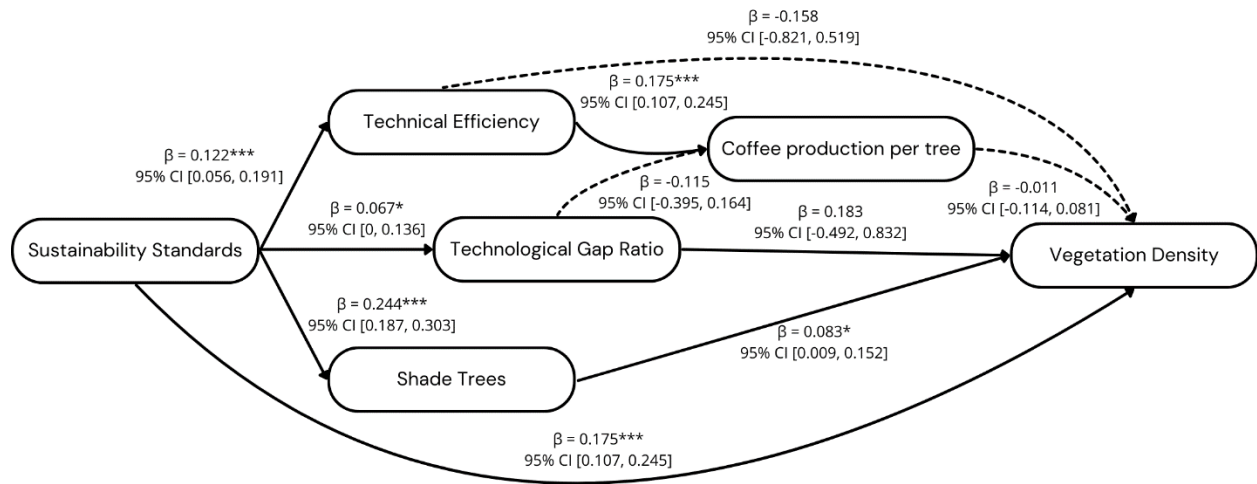 β = -0.158
95% CI [-0.821, 0.519]
β = 0.175***
95% CI [0.107, 0.245]
Technical Efficiency
Coffee production per tree
β = 0.122***
95% CI [0.056, 0.191]
β = -0.115
95% CI [-0.395, 0.164]
β = -0.011
95% CI [-0.114, 0.081]
β = 0.067*
95% CI [0, 0.136]
β = 0.183
95% CI [-0.492, 0.832]
Sustainability Standards
Technological Gap Ratio
Vegetation Density
β = 0.244***
95% CI [0.187, 0.303]
β = 0.083*
95% CI [0.009, 0.152]
Shade Trees
β = 0.175***
95% CI [0.107, 0.245]